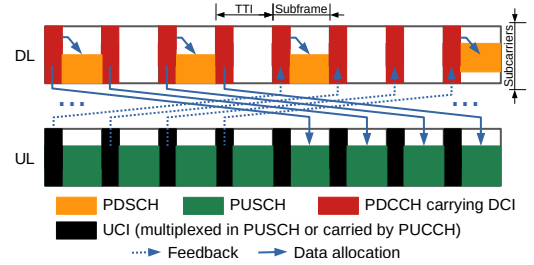 TTI
Subframe
DL
Subcarriers
...
...
UL
PDSCH
PUSCH
PDCCH carrying DCI
UCI (multiplexed in PUSCH or carried by PUCCH)
Feedback
Data allocation